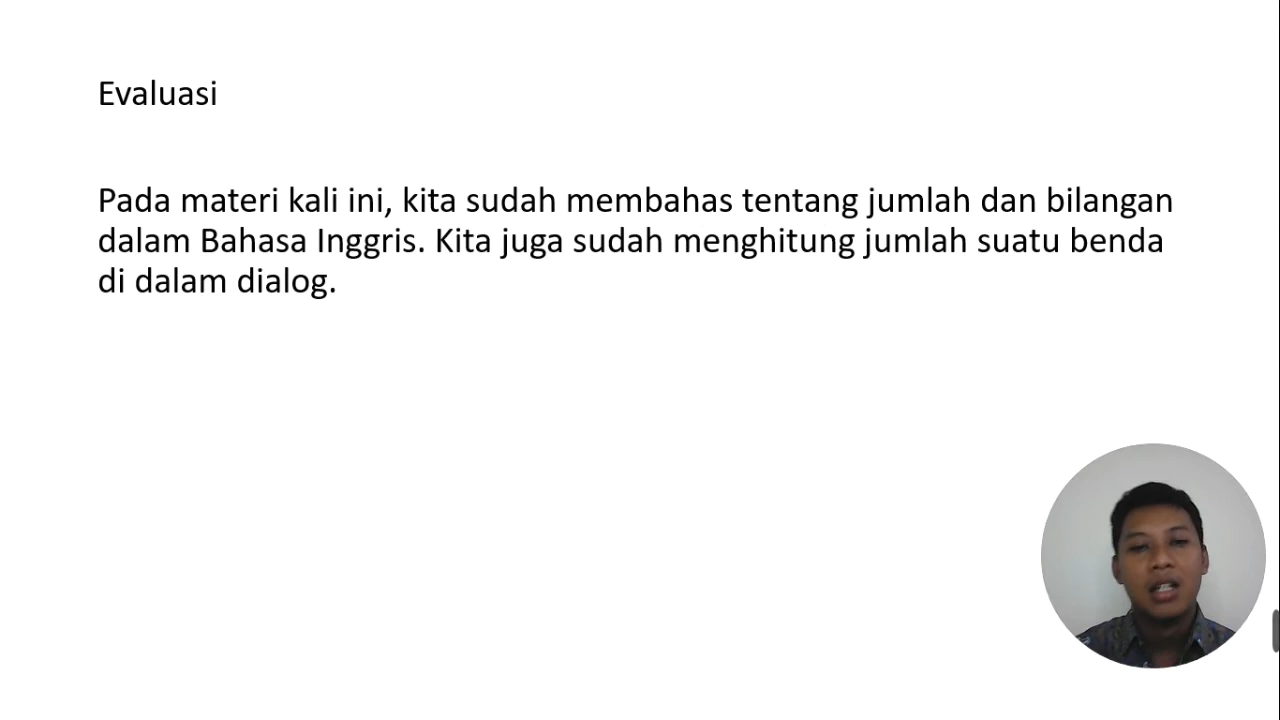 Evaluasi
Pada materi kali ini, kita sudah membahas tentang jumlah dan bilangan
dalam Bahasa Inggris. Kita juga sudah menghitung jumlah suatu benda
di dalam dialog.